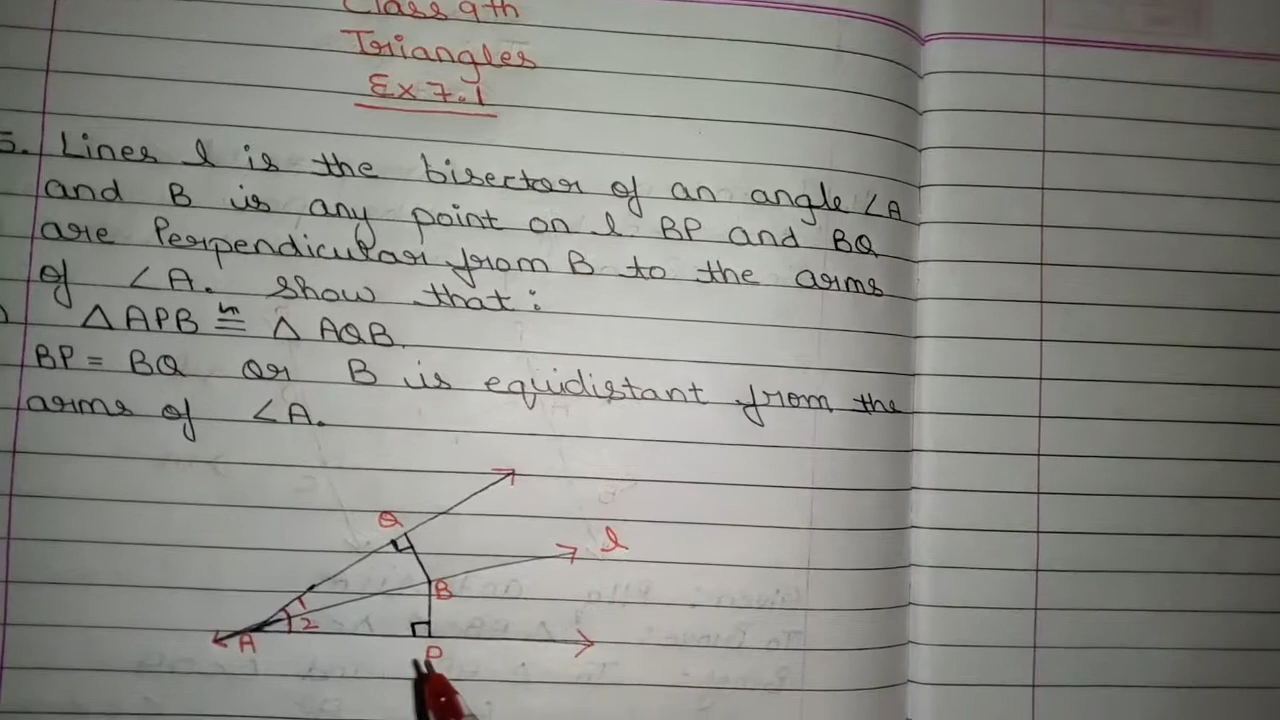 Class 9th
Triangles
Ex 7.1
5. Lines l is the bisector of an angle ∠A
and B is any point on l BP and BQ
are Perpendicular from B to the arms
of ∠A. show that:
△APB ≅ △AQB.
BP = BQ or B is equidistant from the
arms of ∠A.
Q
l
B
1
2
A
P